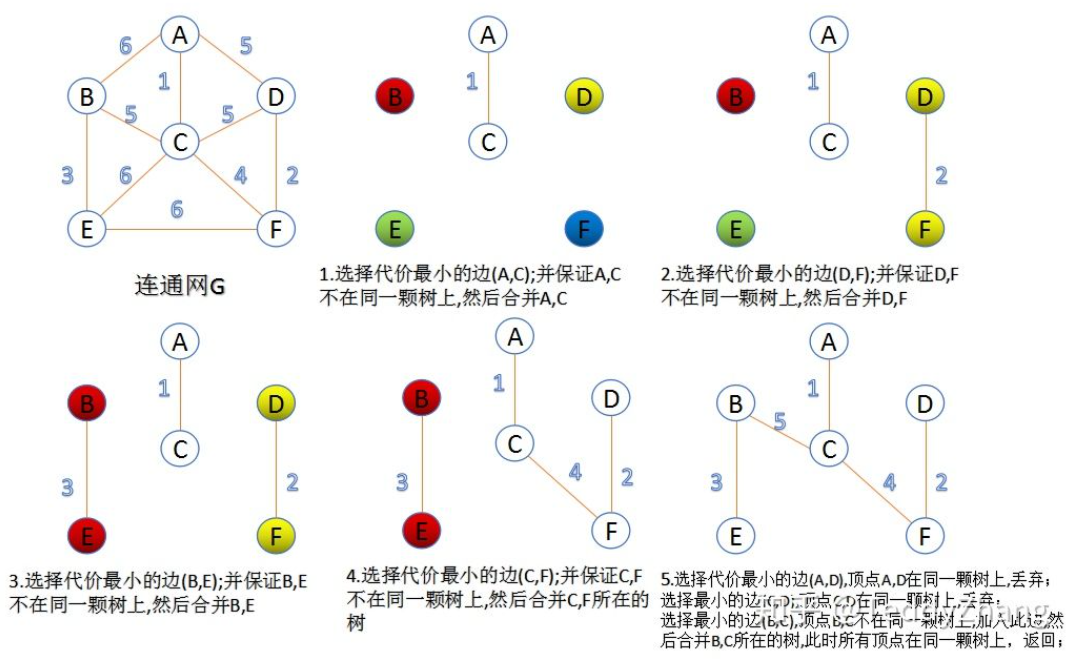 A
6 5
1
B D
5 5
C
3 6 4 2
6
E F
连通网G
A
1
B D
C
E F
1.选择代价最小的边(A,C);并保证A,C
不在同一颗树上,然后合并A,C
A
1
B D
C
2
E F
2.选择代价最小的边(D,F);并保证D,F
不在同一颗树上,然后合并D,F
A
1
B D
C
3 2
E F
3.选择代价最小的边(B,E);并保证B,E
不在同一颗树上,然后合并B,E
A
1
B D
C
3 4 2
E F
4.选择代价最小的边(C,F);并保证C,F
不在同一颗树上,然后合并C,F所在的
树
A
1
B D
5
C
3 4 2
E F
5.选择代价最小的边(A,D),顶点A,D在同一颗树上,丢弃;
选择最小的边 顶点 在同一颗树上,丢弃;
选择最小的边(B,C),顶点B,C不在同一颗树上,加入此边,然
后合并B,C所在的树,此时所有顶点在同一颗树上，返回;
知乎 @TeddyZhang